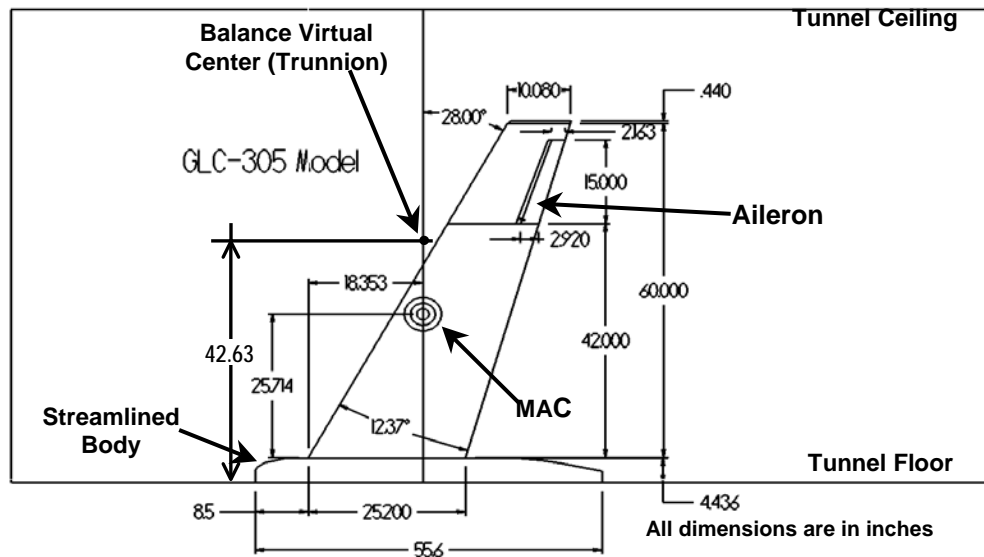 Tunnel Ceiling
Balance Virtual
Center (Trunnion)
10.080
.440
28.00°
2.163
GLC-305 Model
15.000
Aileron
2.920
18.353
60.000
42.63
42.000
25.714
MAC
Streamlined
Body
12.37°
Tunnel Floor
8.5
25.200
4.436
All dimensions are in inches
55.6